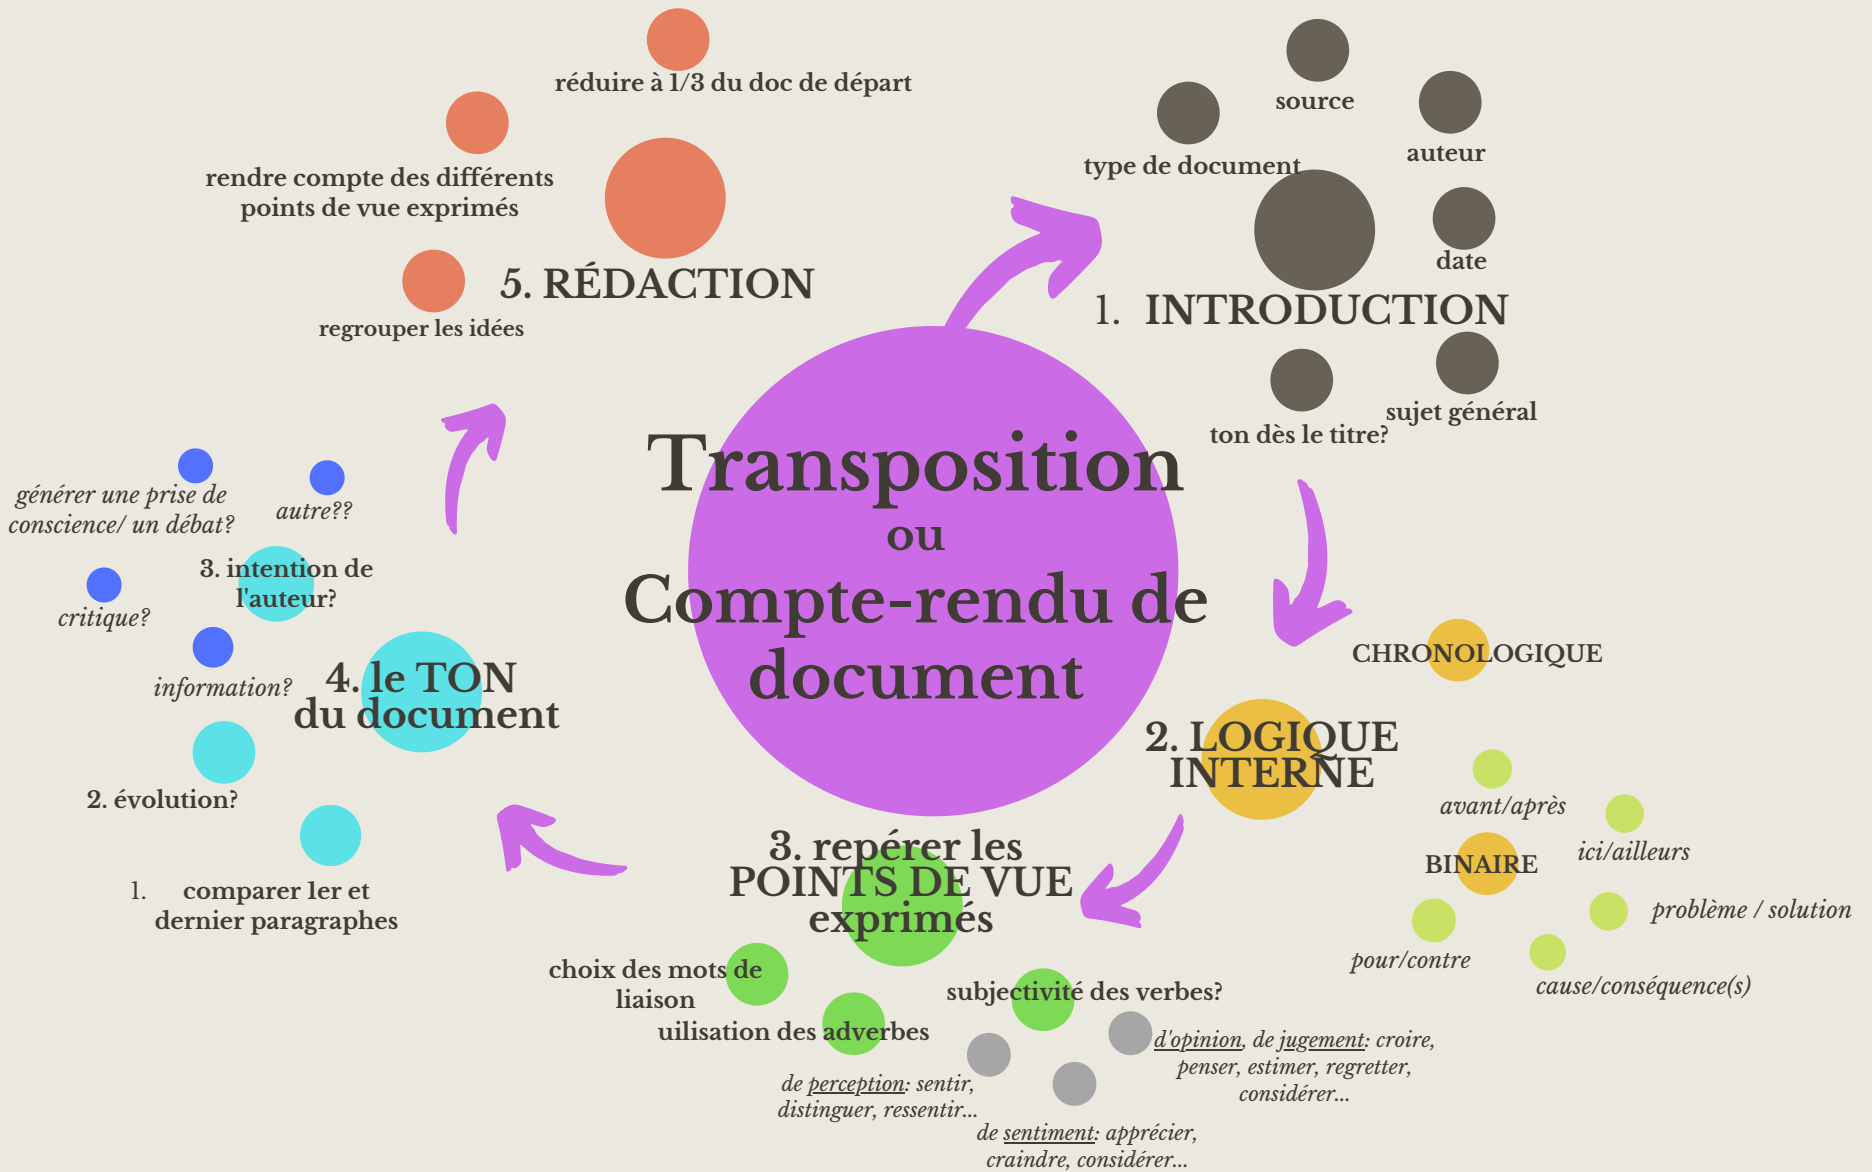 Transposition
ou
Compte-rendu de
document
1. INTRODUCTION
type de document
source
auteur
date
sujet général
ton dès le titre?
2. LOGIQUE
INTERNE
CHRONOLOGIQUE
BINAIRE
avant/après
ici/ailleurs
problème / solution
cause/conséquence(s)
pour/contre
3. repérer les
POINTS DE VUE
exprimés
choix des mots de
liaison
uilisation des adverbes
subjectivité des verbes?
de perception: sentir,
distinguer, ressentir...
de sentiment: apprécier,
craindre, considérer...
d'opinion, de jugement: croire,
penser, estimer, regretter,
considérer...
4. le TON
du document
1. comparer 1er et
dernier paragraphes
2. évolution?
3. intention de
l'auteur?
information?
critique?
générer une prise de
conscience/ un débat?
autre??
5. RÉDACTION
regrouper les idées
rendre compte des différents
points de vue exprimés
réduire à 1/3 du doc de départ